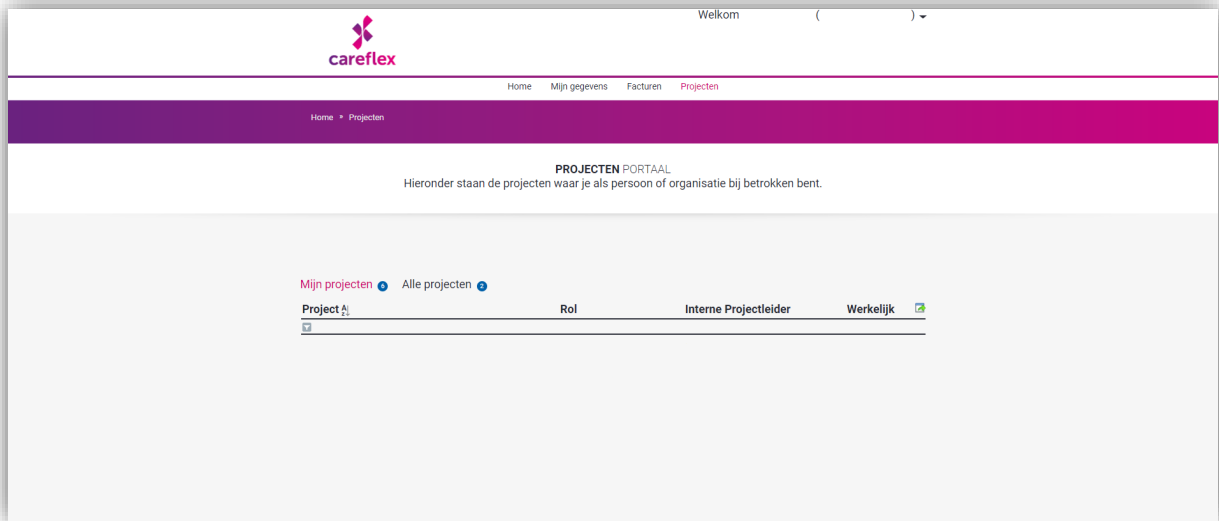 Welkom ( )
careflex
Home Mijn gegevens Facturen Projecten
Home » Projecten
PROJECTEN PORTAAL
Hieronder staan de projecten waar je als persoon of organisatie bij betrokken bent.
Mijn projecten 6 Alle projecten 2
Project Rol Interne Projectleider Werkelijk